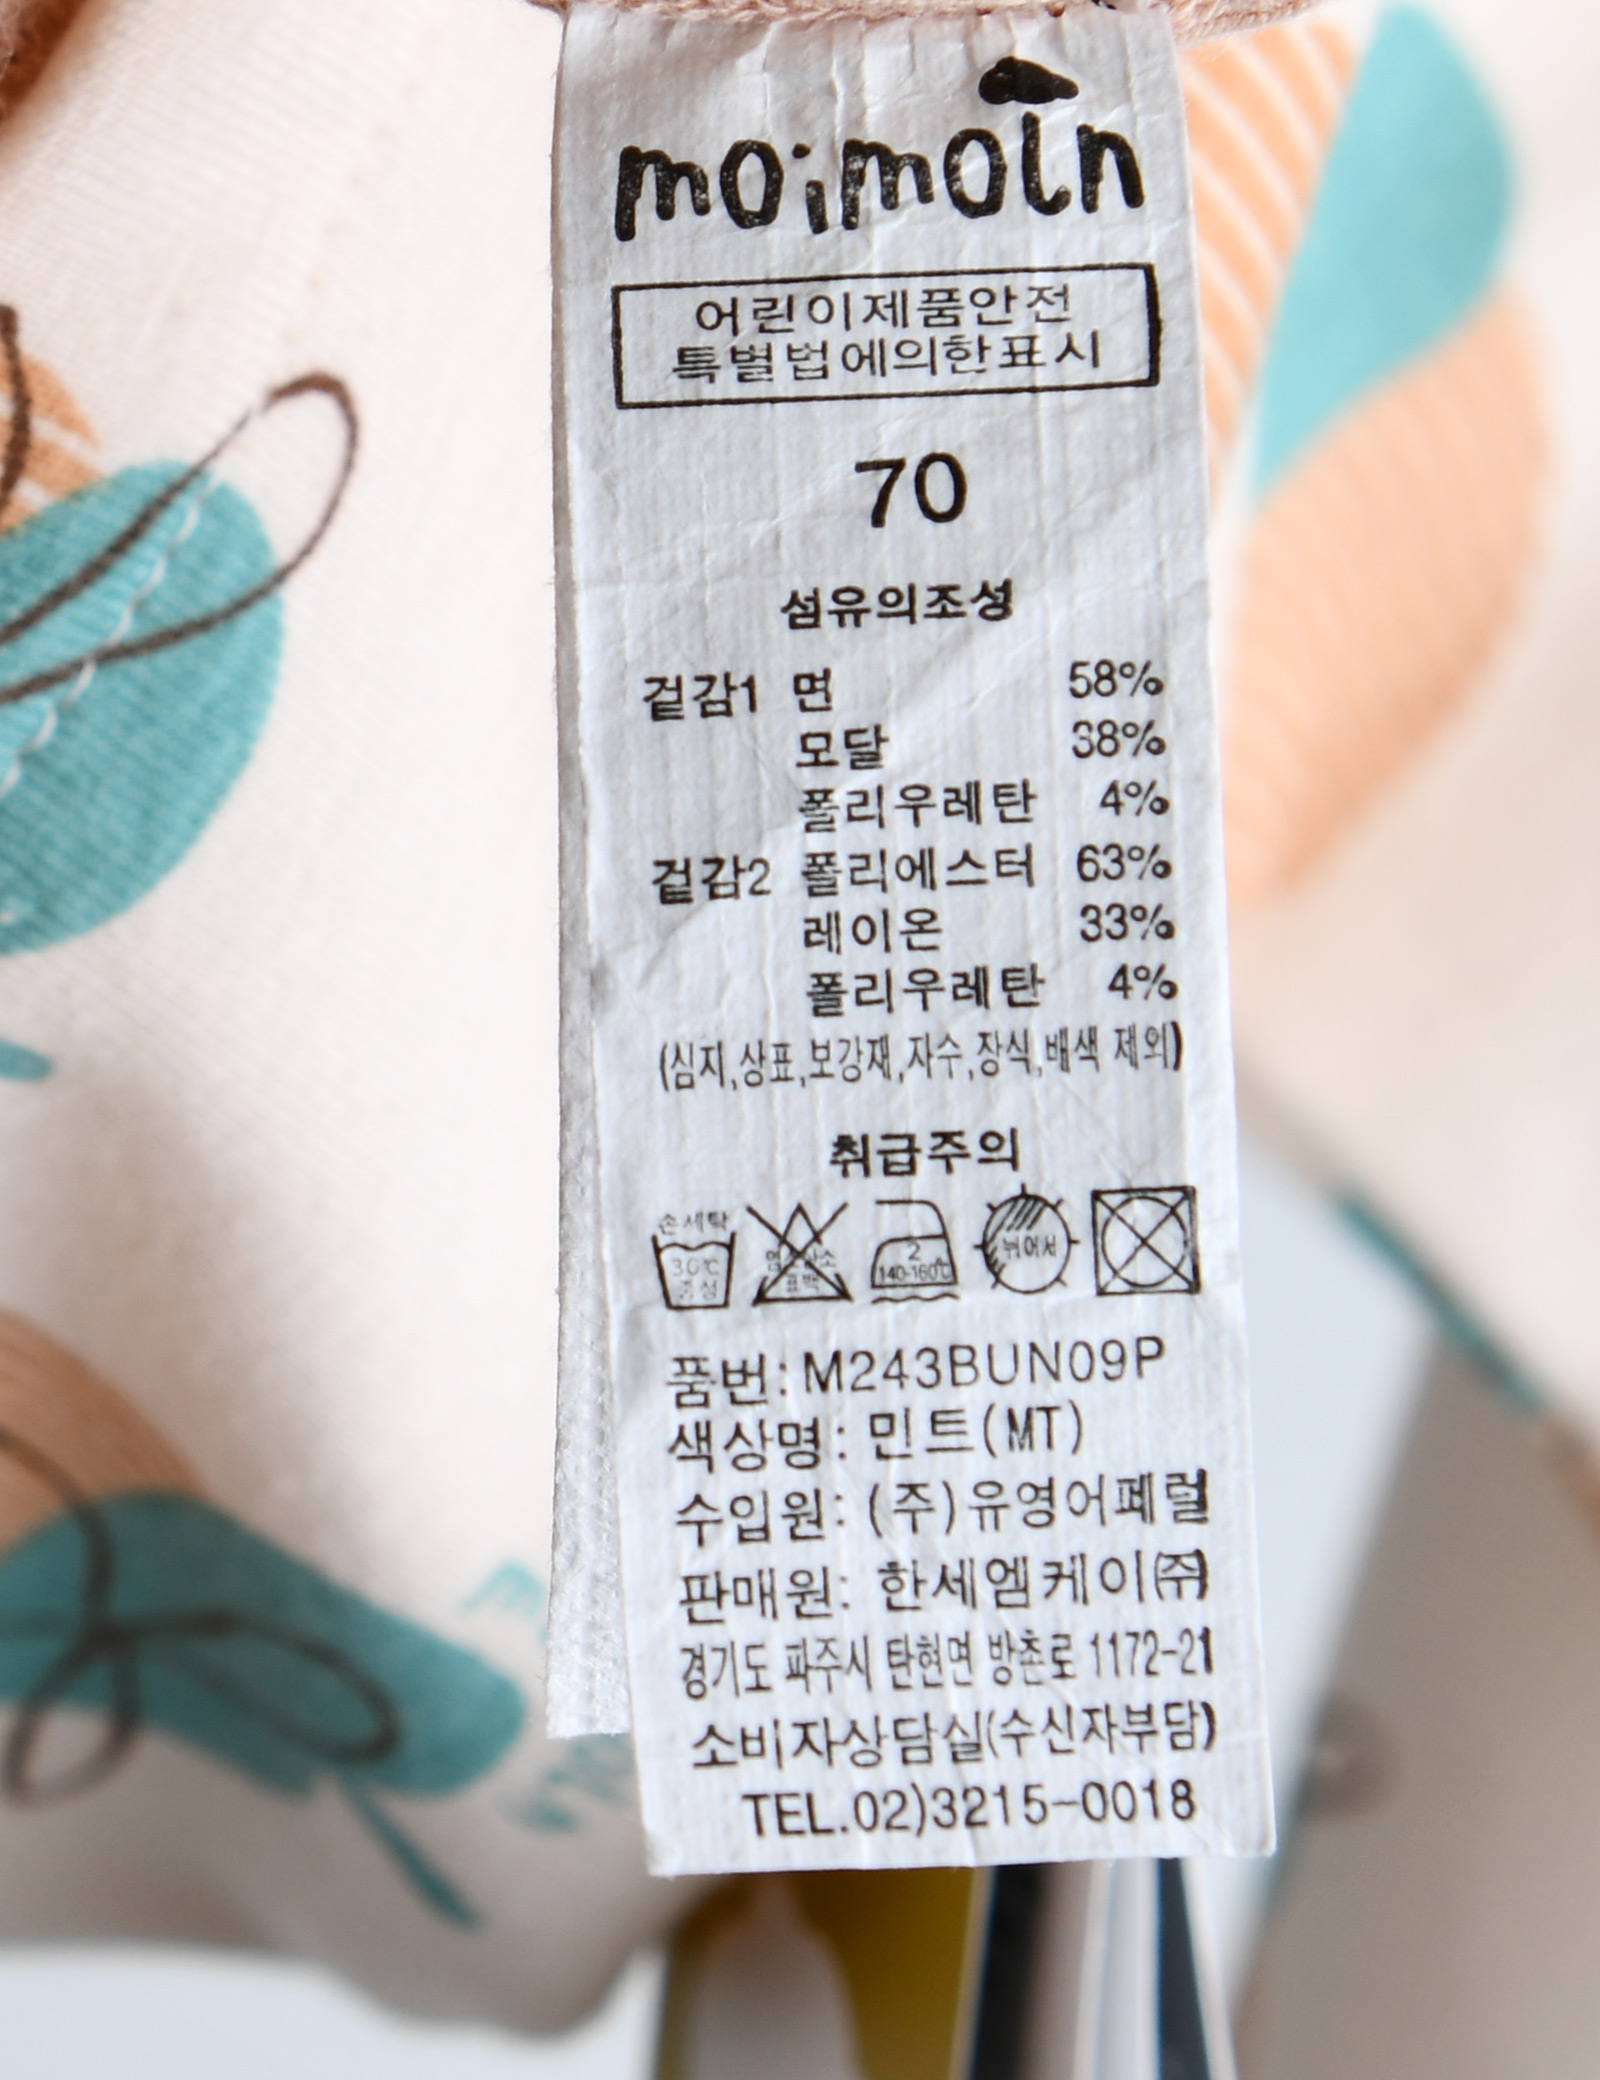 moimoln
어린이제품안전
특별법에의한표시
70
섬유의조성
겉감1 면 58%
모달 38%
폴리우레탄 4%
겉감2 폴리에스터 63%
레이온 33%
폴리우레탄 4%
(심지,상표,보강재,자수,장식,배색 제외)
취급주의
손세탁
30℃
중성
염소산소
표백
2
140-160℃
뉘어서
품번:M243BUN09P
색상명: 민트(MT)
수입원: (주)유영어패럴
판매원: 한세엠케이㈜
경기도 파주시 탄현면 방촌로 1172-21
소비자상담실(수신자부담)
TEL.02)3215-0018